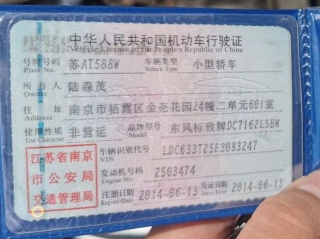 中华人民共和国机动车行驶证
Vehicle License of the People's Republic of China
号牌号码 苏AT588W 车辆类型 小型轿车
Plate No. Vehicle Type
所有人 陆森茂
Owner
住址 南京市栖霞区金尧花园24幢二单元601室
Address
使用性质 非营运 品牌型号 东风标致牌DC7162LSBM
Use Character Model
江苏省南京市公安局交通管理局
车辆识别代号 LDC633T25E3083247
VIN
发动机号码 2503474
Engine No.
注册日期 2014-06-13 发证日期 2014-06-13
Register Date Issue Date